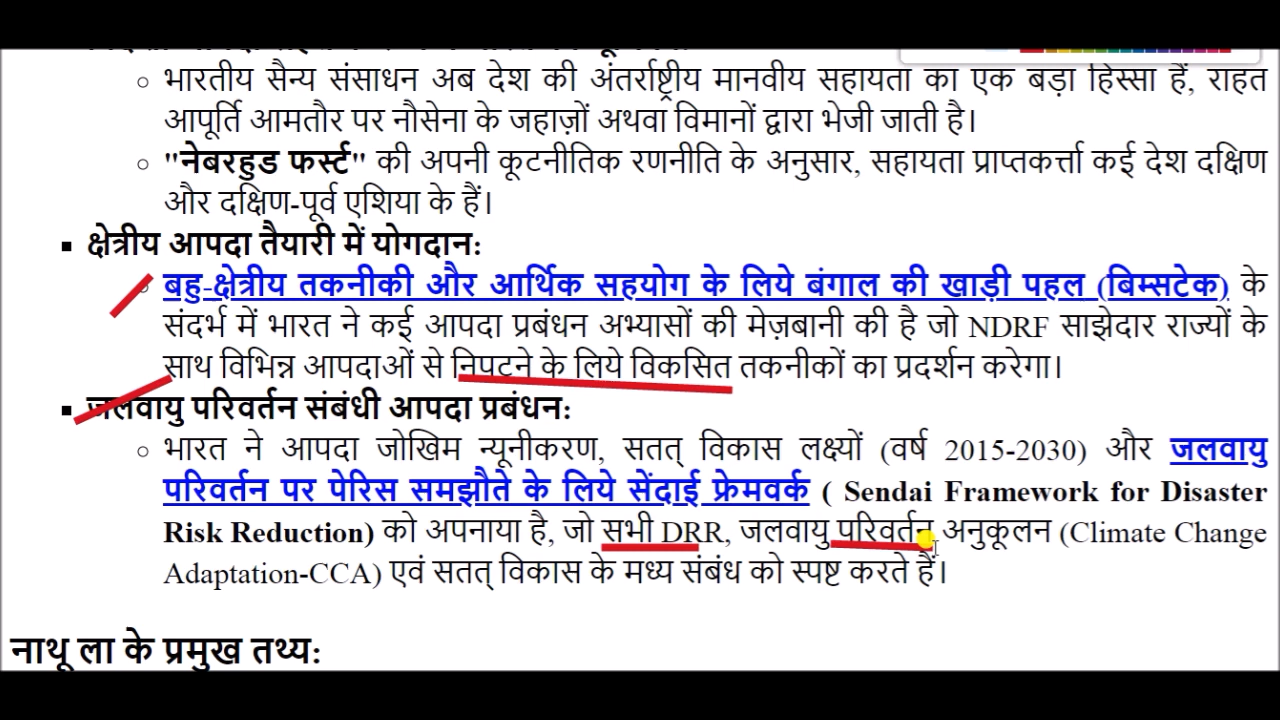 भारतीय सैन्य संसाधन अब देश की अंतर्राष्ट्रीय मानवीय सहायता का एक बड़ा हिस्सा हैं, राहत
आपूर्ति आमतौर पर नौसेना के जहाज़ों अथवा विमानों द्वारा भेजी जाती है।
"नेबरहुड फर्स्ट" की अपनी कूटनीतिक रणनीति के अनुसार, सहायता प्राप्तकर्त्ता कई देश दक्षिण
और दक्षिण-पूर्व एशिया के हैं।
क्षेत्रीय आपदा तैयारी में योगदान:
बहु-क्षेत्रीय तकनीकी और आर्थिक सहयोग के लिये बंगाल की खाड़ी पहल (बिम्सटेक) के
संदर्भ में भारत ने कई आपदा प्रबंधन अभ्यासों की मेज़बानी की है जो NDRF साझेदार राज्यों के
साथ विभिन्न आपदाओं से निपटने के लिये विकसित तकनीकों का प्रदर्शन करेगा।
जलवायु परिवर्तन संबंधी आपदा प्रबंधन:
भारत ने आपदा जोखिम न्यूनीकरण, सतत् विकास लक्ष्यों (वर्ष 2015-2030) और जलवायु
परिवर्तन पर पेरिस समझौते के लिये सेंदाई फ्रेमवर्क ( Sendai Framework for Disaster
Risk Reduction) को अपनाया है, जो सभी DRR, जलवायु परिवर्तन अनुकूलन (Climate Change
Adaptation-CCA) एवं सतत् विकास के मध्य संबंध को स्पष्ट करते हैं।
नाथू ला के प्रमुख तथ्य: